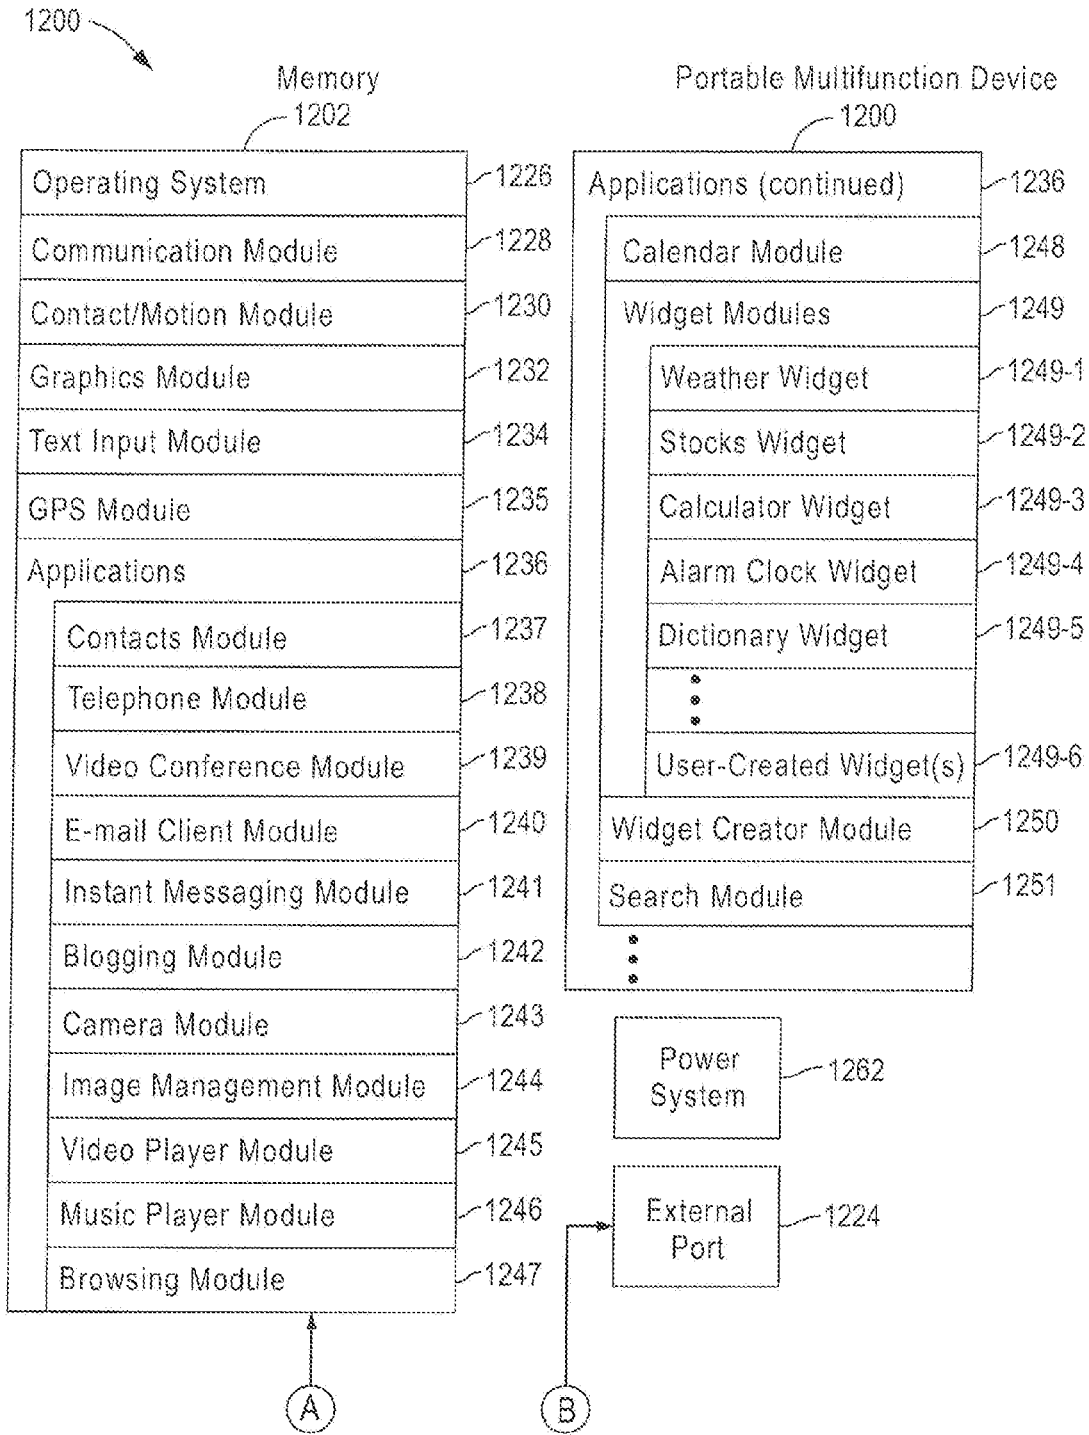 1200
Memory
1202
Operating System 1226
Communication Module 1228
Contact/Motion Module 1230
Graphics Module 1232
Text Input Module 1234
GPS Module 1235
Applications 1236
Contacts Module 1237
Telephone Module 1238
Video Conference Module 1239
E-mail Client Module 1240
Instant Messaging Module 1241
Blogging Module 1242
Camera Module 1243
Image Management Module 1244
Video Player Module 1245
Music Player Module 1246
Browsing Module 1247
A
Portable Multifunction Device
1200
Applications (continued) 1236
Calendar Module 1248
Widget Modules 1249
Weather Widget 1249-1
Stocks Widget 1249-2
Calculator Widget 1249-3
Alarm Clock Widget 1249-4
Dictionary Widget 1249-5
User-Created Widget(s) 1249-6
Widget Creator Module 1250
Search Module 1251
Power
System
1262
External
Port
1224
B